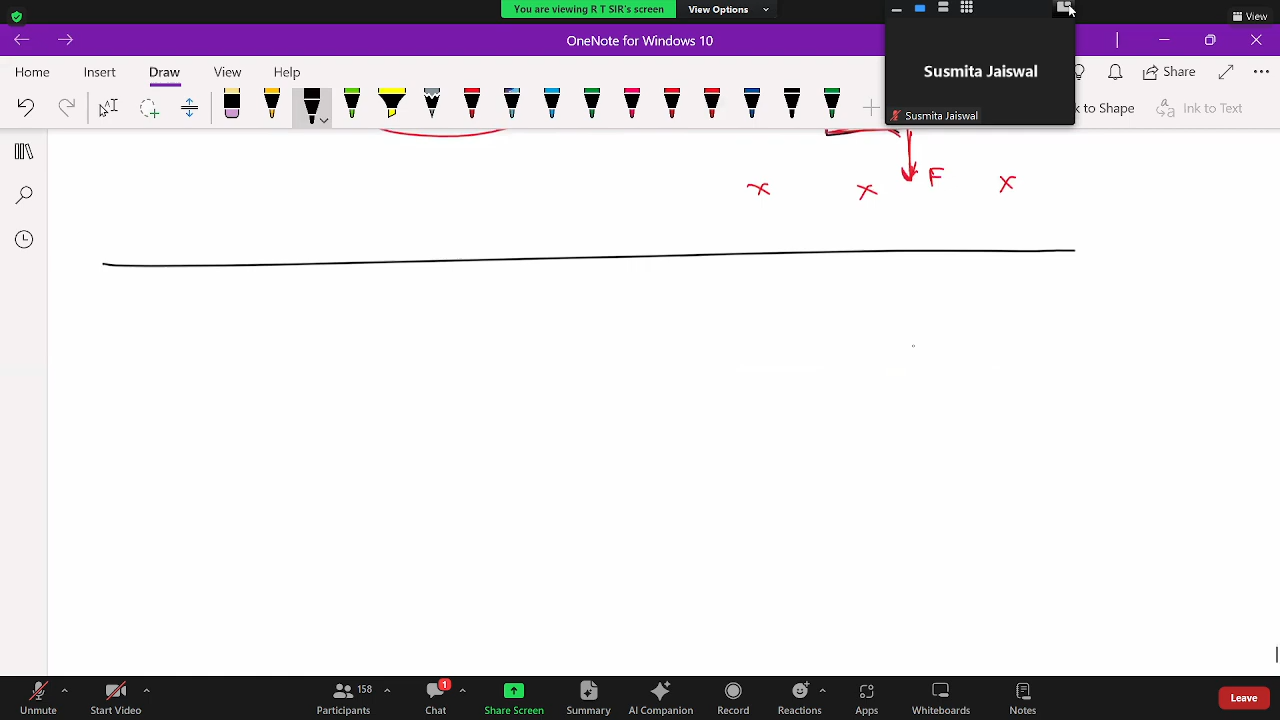 You are viewing R T SIR's screen
View Options
View
OneNote for Windows 10
Susmita Jaiswal
Susmita Jaiswal
Home
Insert
Draw
View
Help
Share
k to Shape
Ink to Text
F
x x x
Unmute
Start Video
Participants
158
Chat
1
Share Screen
Summary
AI Companion
Record
Reactions
Apps
Whiteboards
Notes
Leave